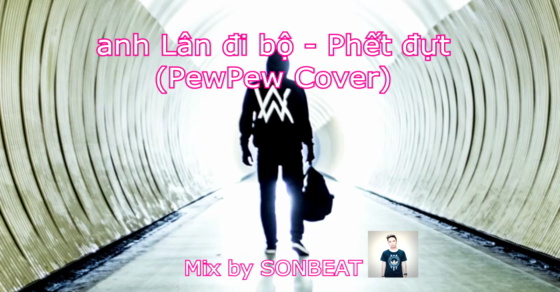 anh Lân đi bộ - Phết đụt
(PewPew Cover)
Mix by SONBEAT